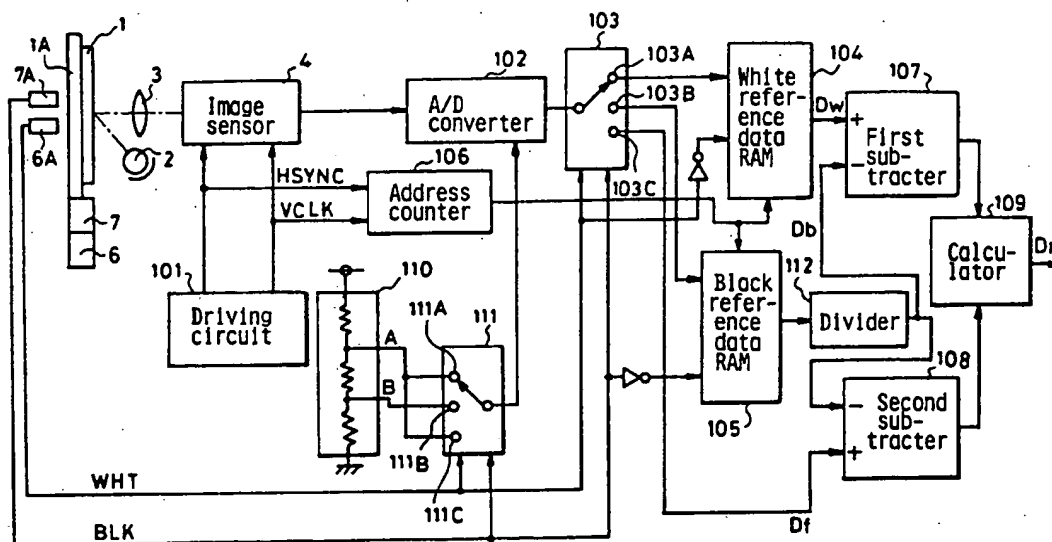 1A
1
7A
3
4
102
103
103A
103B
103C
104
107
Image sensor
A/D converter
White refer- ence data RAM
Dw
+
First sub- tracter
−
6A
2
106
HSYNC
VCLK
Address counter
109
Db
Calcu- lator
Dn
7
6
101
Driving circuit
110
111A
111
A
B
111B
111C
Black refer- ence data RAM
112
Divider
105
108
−
Second sub- tracter
+
WHT
BLK
Df